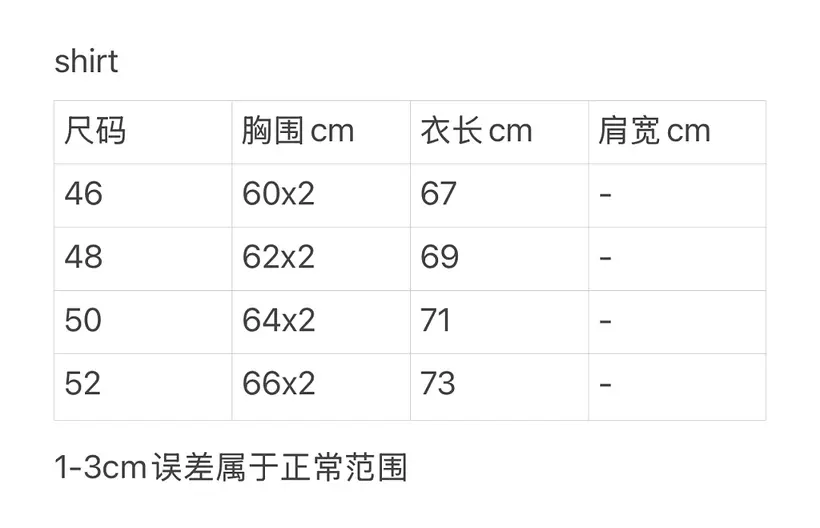 shirt
尺码 胸围cm 衣长cm 肩宽cm
46 60x2 67 -
48 62x2 69 -
50 64x2 71 -
52 66x2 73 -
1-3cm误差属于正常范围